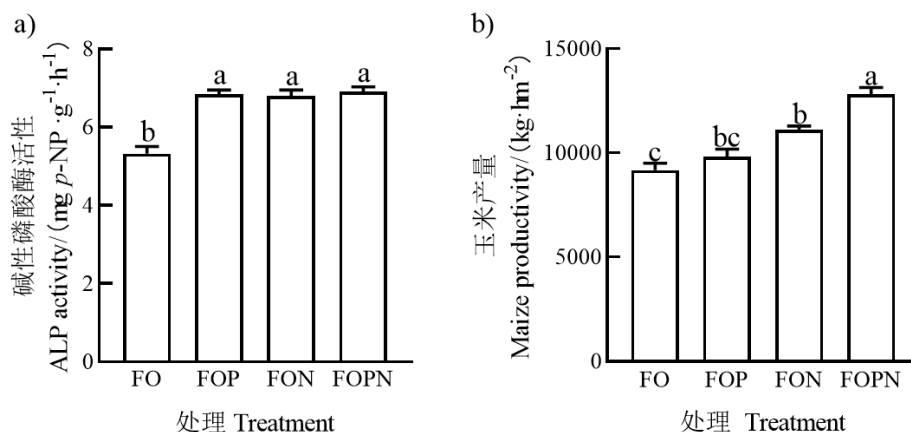 a)
碱性磷酸酶活性
ALP activity/(mg p-NP·g⁻¹·h⁻¹)
8
6
4
2
0
b
a
a
a
FO
FOP
FON
FOPN
处理 Treatment
b)
玉米产量
Maize productivity/(kg·hm⁻²)
15000
10000
5000
0
c
bc
b
a
FO
FOP
FON
FOPN
处理 Treatment